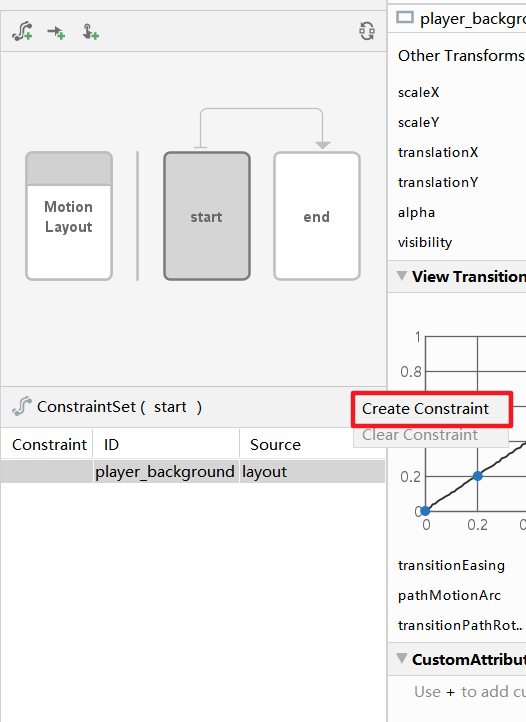 Motion
Layout
start
end
ConstraintSet ( start )
Constraint ID Source
player_background layout
Create Constraint
Clear Constraint
player_backgro
Other Transforms
scaleX
scaleY
translationX
translationY
alpha
visibility
View Transition
1
0.8
0.2
0
0 0.2
transitionEasing
pathMotionArc
transitionPathRot..
CustomAttribut
Use + to add cu